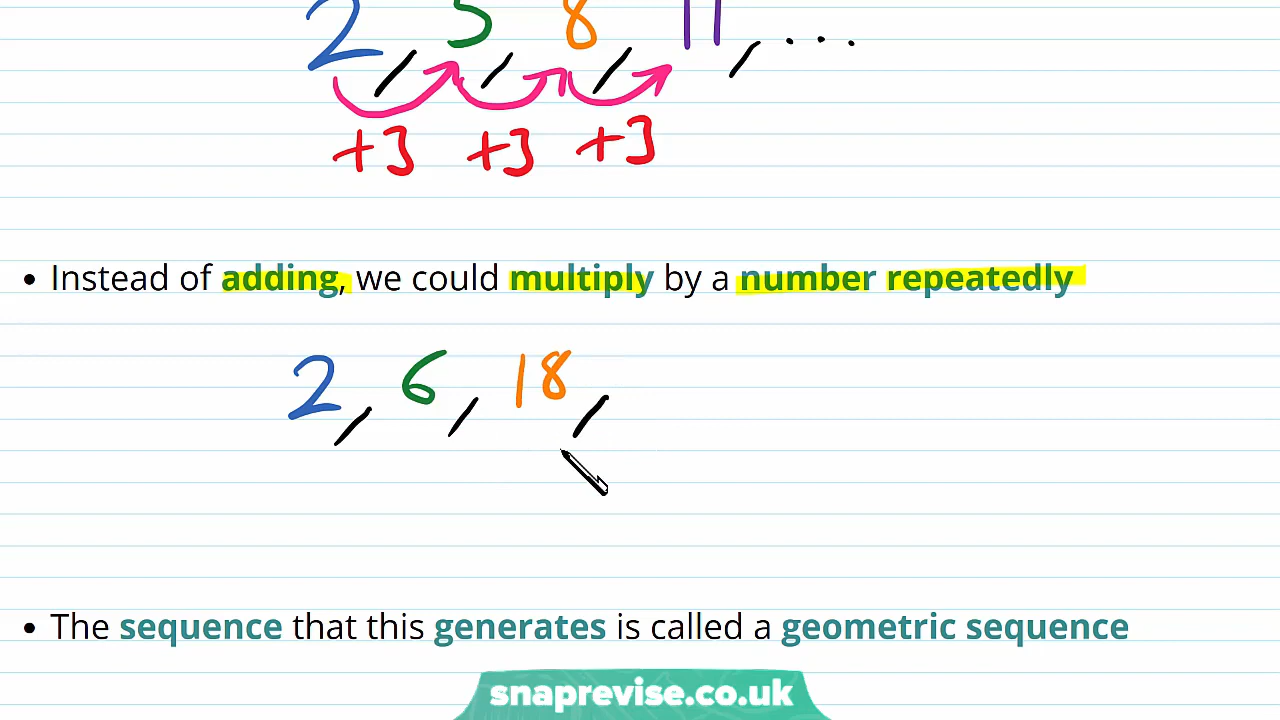 2, 5, 8, 11, ...
+3 +3 +3
• Instead of adding, we could multiply by a number repeatedly
2, 6, 18,
• The sequence that this generates is called a geometric sequence
snaprevise.co.uk